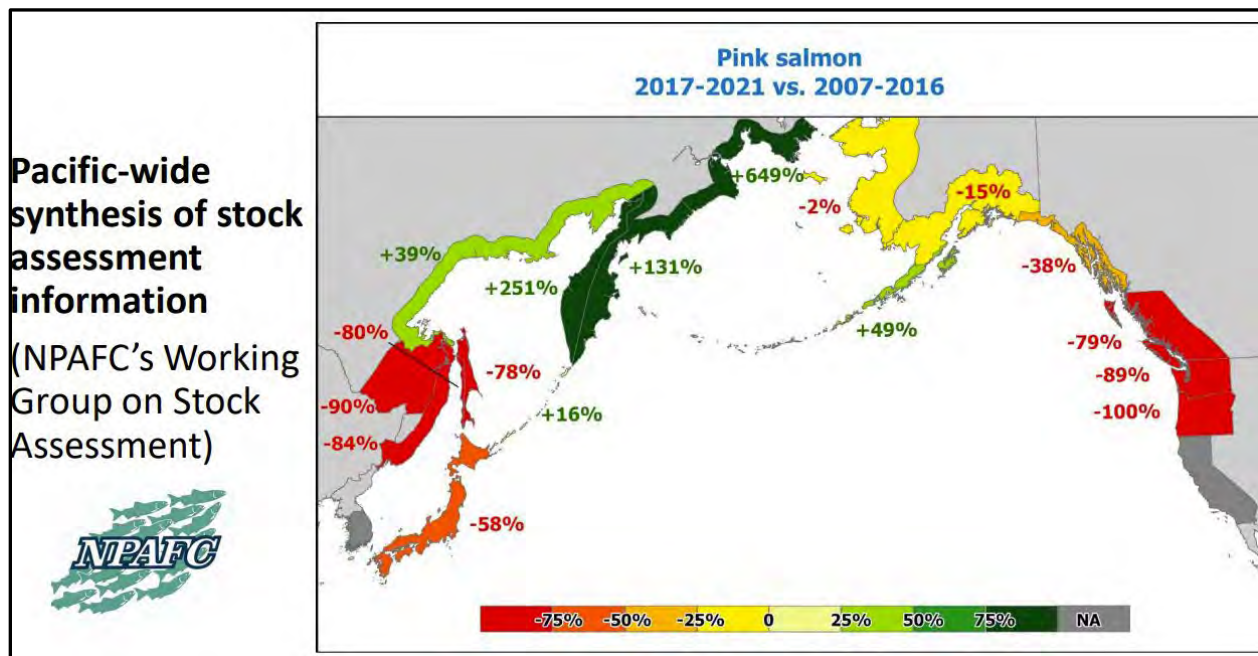 Pacific-wide
synthesis of stock
assessment
information
(NPAFC's Working
Group on Stock
Assessment)
NPAFC
Pink salmon
2017-2021 vs. 2007-2016
+649%
-2%
-15%
+39%
+251%
+131%
-38%
+49%
-80%
-78%
-79%
-89%
-90%
+16%
-100%
-84%
-58%
-75% -50% -25% 0 25% 50% 75% NA